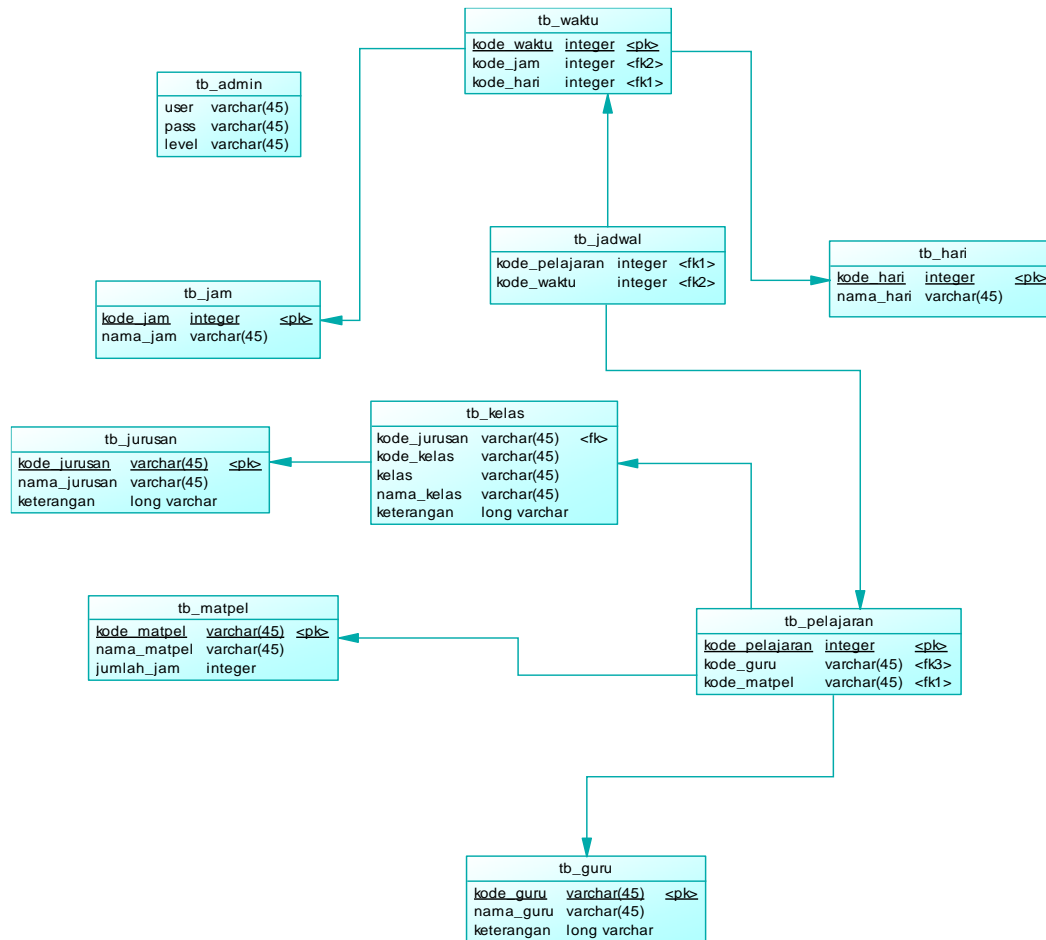 tb_waktu
kode_waktu integer <pk>
kode_jam integer <fk2>
kode_hari integer <fk1>
tb_admin
user varchar(45)
pass varchar(45)
level varchar(45)
tb_jadwal
kode_pelajaran integer <fk1>
kode_waktu integer <fk2>
tb_hari
kode_hari integer <pk>
nama_hari varchar(45)
tb_jam
kode_jam integer <pk>
nama_jam varchar(45)
tb_kelas
kode_jurusan varchar(45) <fk>
kode_kelas varchar(45)
kelas varchar(45)
nama_kelas varchar(45)
keterangan long varchar
tb_jurusan
kode_jurusan varchar(45) <pk>
nama_jurusan varchar(45)
keterangan long varchar
tb_matpel
kode_matpel varchar(45) <pk>
nama_matpel varchar(45)
jumlah_jam integer
tb_pelajaran
kode_pelajaran integer <pk>
kode_guru varchar(45) <fk3>
kode_matpel varchar(45) <fk1>
tb_guru
kode_guru varchar(45) <pk>
nama_guru varchar(45)
keterangan long varchar